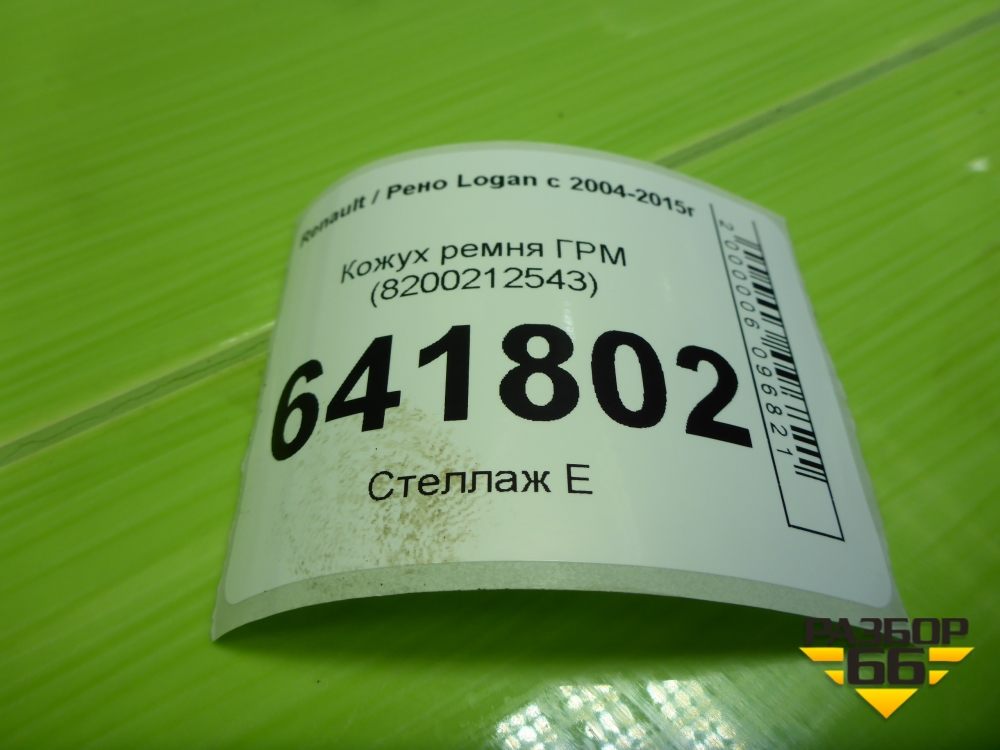 Renault / Рено Logan с 2004-2015г
Кожух ремня ГРМ
(8200212543)
641802
Стеллаж Е
2000006096821
РАЗБОР
66